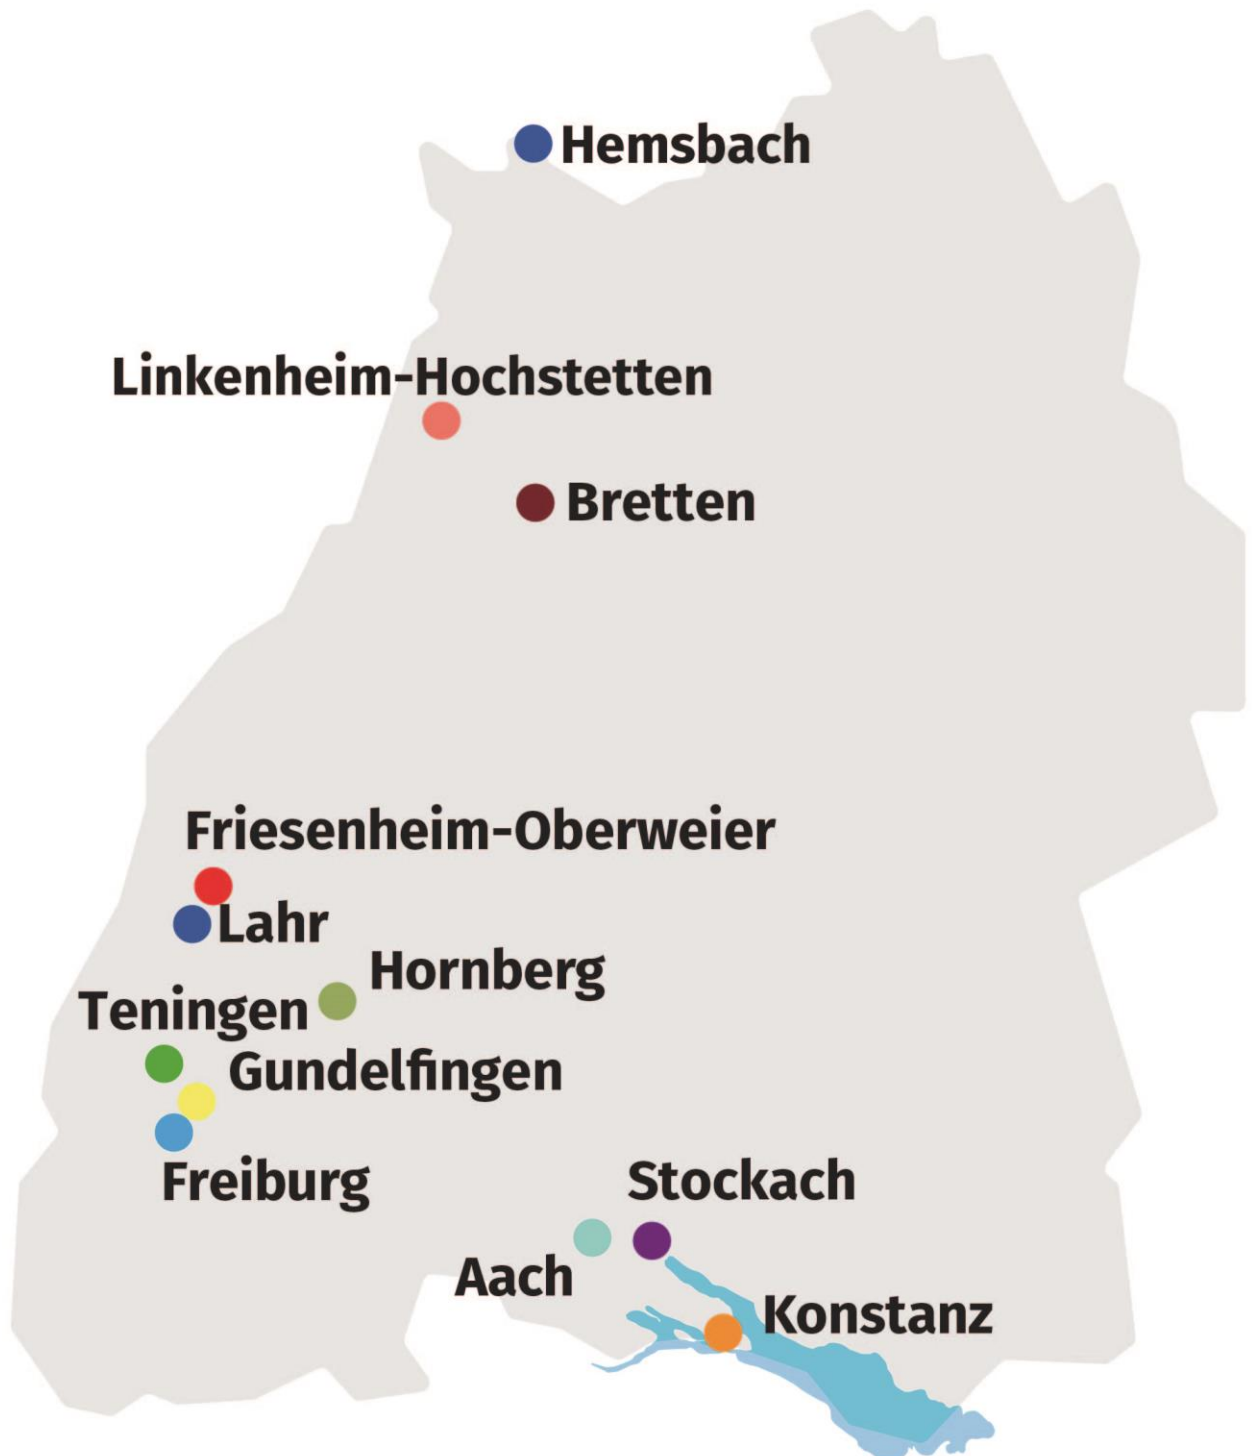 Hemsbach
Linkenheim-Hochstetten
Bretten
Friesenheim-Oberweier
Lahr
Hornberg
Teningen
Gundelfingen
Freiburg
Stockach
Aach
Konstanz